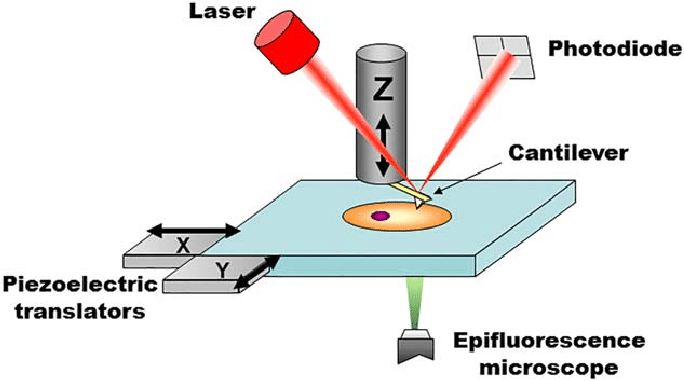 Laser
Photodiode
Z
Cantilever
X
Y
Piezoelectric
translators
Epifluorescence
microscope